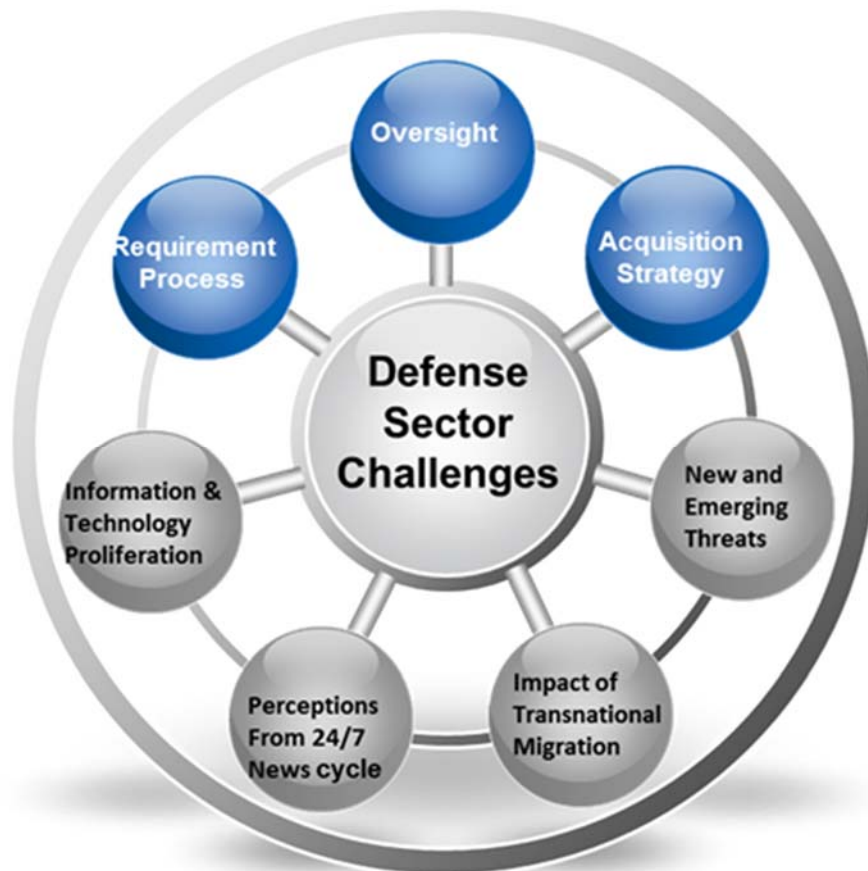 Oversight
Requirement
Process
Acquisition
Strategy
Defense
Sector
Challenges
Information &
Technology
Proliferation
New and
Emerging
Threats
Perceptions
From 24/7
News cycle
Impact of
Transnational
Migration